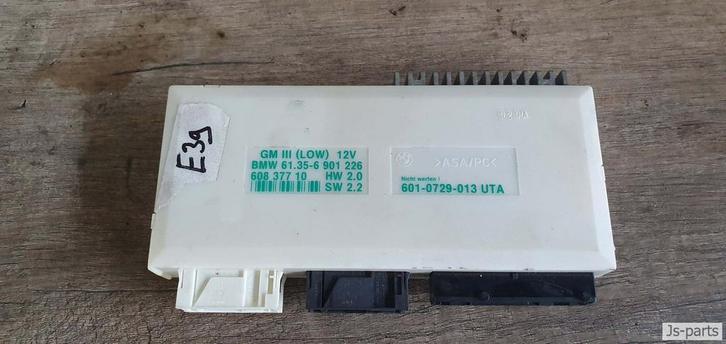 E39
GM III (LOW) 12V
BMW 61.35-6 901 226
608 377 10 HW 2.0
SW 2.2
>ASA/PC<
Nicht werfen !
601-0729-013 UTA
Js-parts